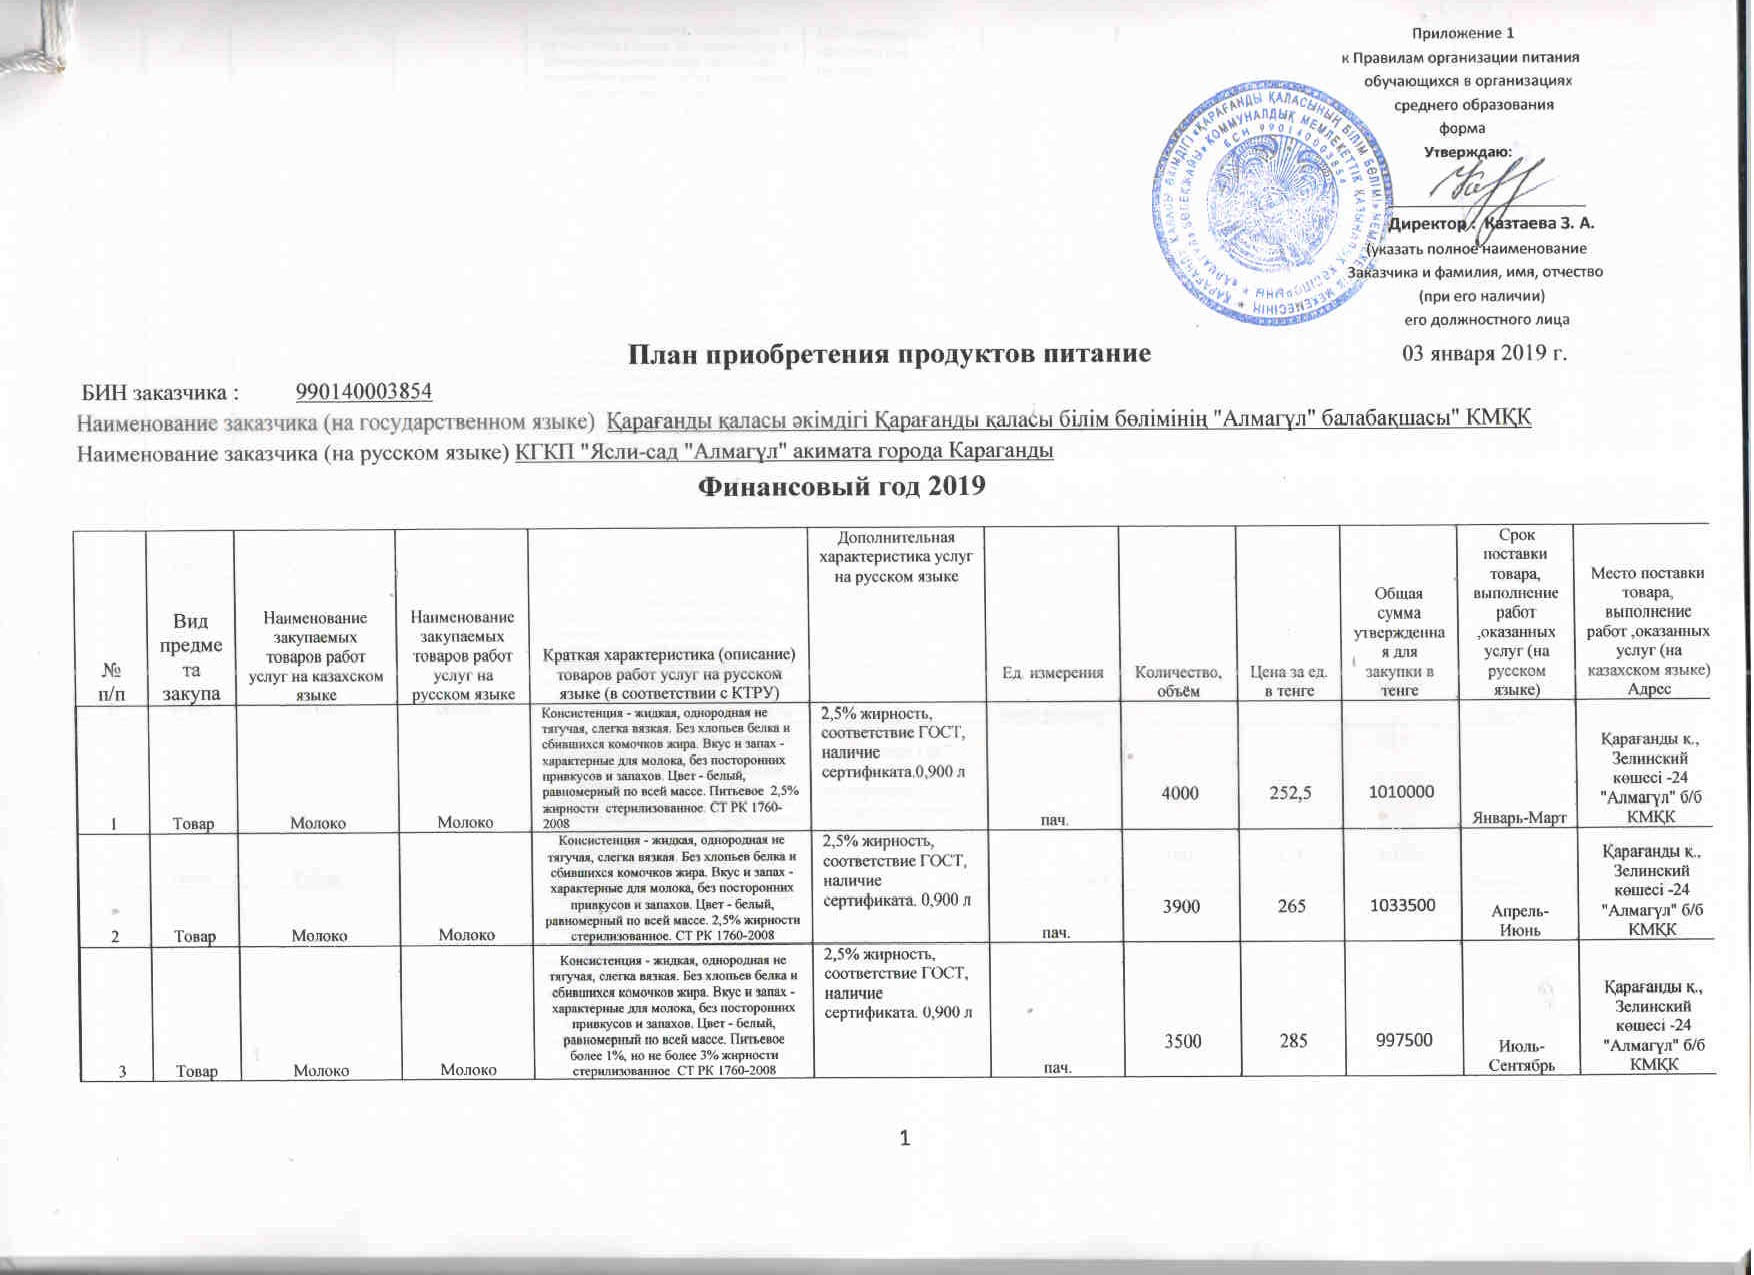 Приложение 1
к Правилам организации питания
обучающихся в организациях
среднего образования
форма
Утверждаю:
Директор : Казтаева З. А.
(указать полное наименование
Заказчика и фамилия, имя, отчество
(при его наличии)
его должностного лица
План приобретения продуктов питание
03 января 2019 г.
БИН заказчика : 990140003854
Наименование заказчика (на государственном языке) Қарағанды қаласы әкімдігі Қарағанды қаласы білім бөлімінің "Алмагүл" балабақшасы" КМҚК
Наименование заказчика (на русском языке) КГКП "Ясли-сад "Алмагүл" акимата города Караганды
Финансовый год 2019
№
п/п
Вид
предме
та
закупа
Наименование
закупаемых
товаров работ
услуг на казахском
языке
Наименование
закупаемых
товаров работ
услуг на
русском языке
Краткая характеристика (описание)
товаров работ услуг на русском
языке (в соответствии с КТРУ)
Дополнительная
характеристика услуг
на русском языке
Ед. измерения
Количество,
объём
Цена за ед.
в тенге
Общая
сумма
утвержденна
я для
закупки в
тенге
Срок
поставки
товара,
выполнение
работ
,оказанных
услуг (на
русском
языке)
Место поставки
товара,
выполнение
работ ,оказанных
услуг (на
казахском языке)
Адрес
1
Товар
Молоко
Молоко
Консистенция - жидкая, однородная не
тягучая, слегка вязкая. Без хлопьев белка и
сбившихся комочков жира. Вкус и запах -
характерные для молока, без посторонних
привкусов и запахов. Цвет - белый,
равномерный по всей массе. Питьевое 2,5%
жирности стерилизованное. СТ РК 1760-
2008
2,5% жирность,
соответствие ГОСТ,
наличие
сертификата.0,900 л
пач.
4000
252,5
1010000
Январь-Март
Қарағанды қ.,
Зелинский
көшесі -24
"Алмагүл" б/б
КМҚК
2
Товар
Молоко
Молоко
Консистенция - жидкая, однородная не
тягучая, слегка вязкая. Без хлопьев белка и
сбившихся комочков жира. Вкус и запах -
характерные для молока, без посторонних
привкусов и запахов. Цвет - белый,
равномерный по всей массе. 2,5% жирности
стерилизованное. СТ РК 1760-2008
2,5% жирность,
соответствие ГОСТ,
наличие
сертификата. 0,900 л
пач.
3900
265
1033500
Апрель-
Июнь
Қарағанды қ.,
Зелинский
көшесі -24
"Алмагүл" б/б
КМҚК
3
Товар
Молоко
Молоко
Консистенция - жидкая, однородная не
тягучая, слегка вязкая. Без хлопьев белка и
сбившихся комочков жира. Вкус и запах -
характерные для молока, без посторонних
привкусов и запахов. Цвет - белый,
равномерный по всей массе. Питьевое
более 1%, но не более 3% жирности
стерилизованное. СТ РК 1760-2008
2,5% жирность,
соответствие ГОСТ,
наличие
сертификата. 0,900 л
пач.
3500
285
997500
Июль-
Сентябрь
Қарағанды қ.,
Зелинский
көшесі -24
"Алмагүл" б/б
КМҚК
1